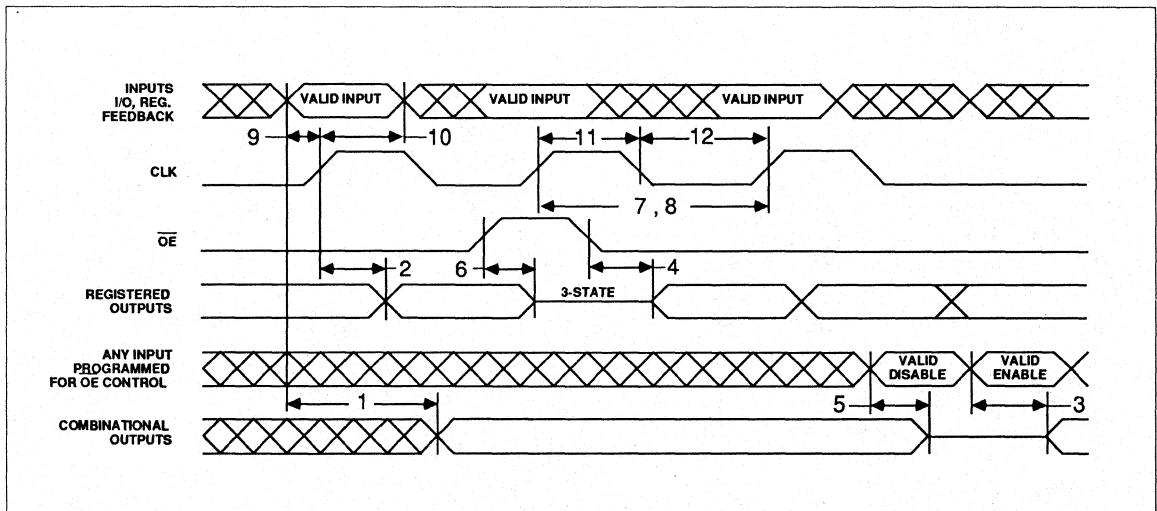 INPUTS
I/O, REG.
FEEDBACK
VALID INPUT
VALID INPUT
VALID INPUT
9
10
11
12
CLK
7 , 8
OE
2
6
4
REGISTERED
OUTPUTS
3-STATE
ANY INPUT
PROGRAMMED
FOR OE CONTROL
VALID
DISABLE
VALID
ENABLE
1
5
3
COMBINATIONAL
OUTPUTS